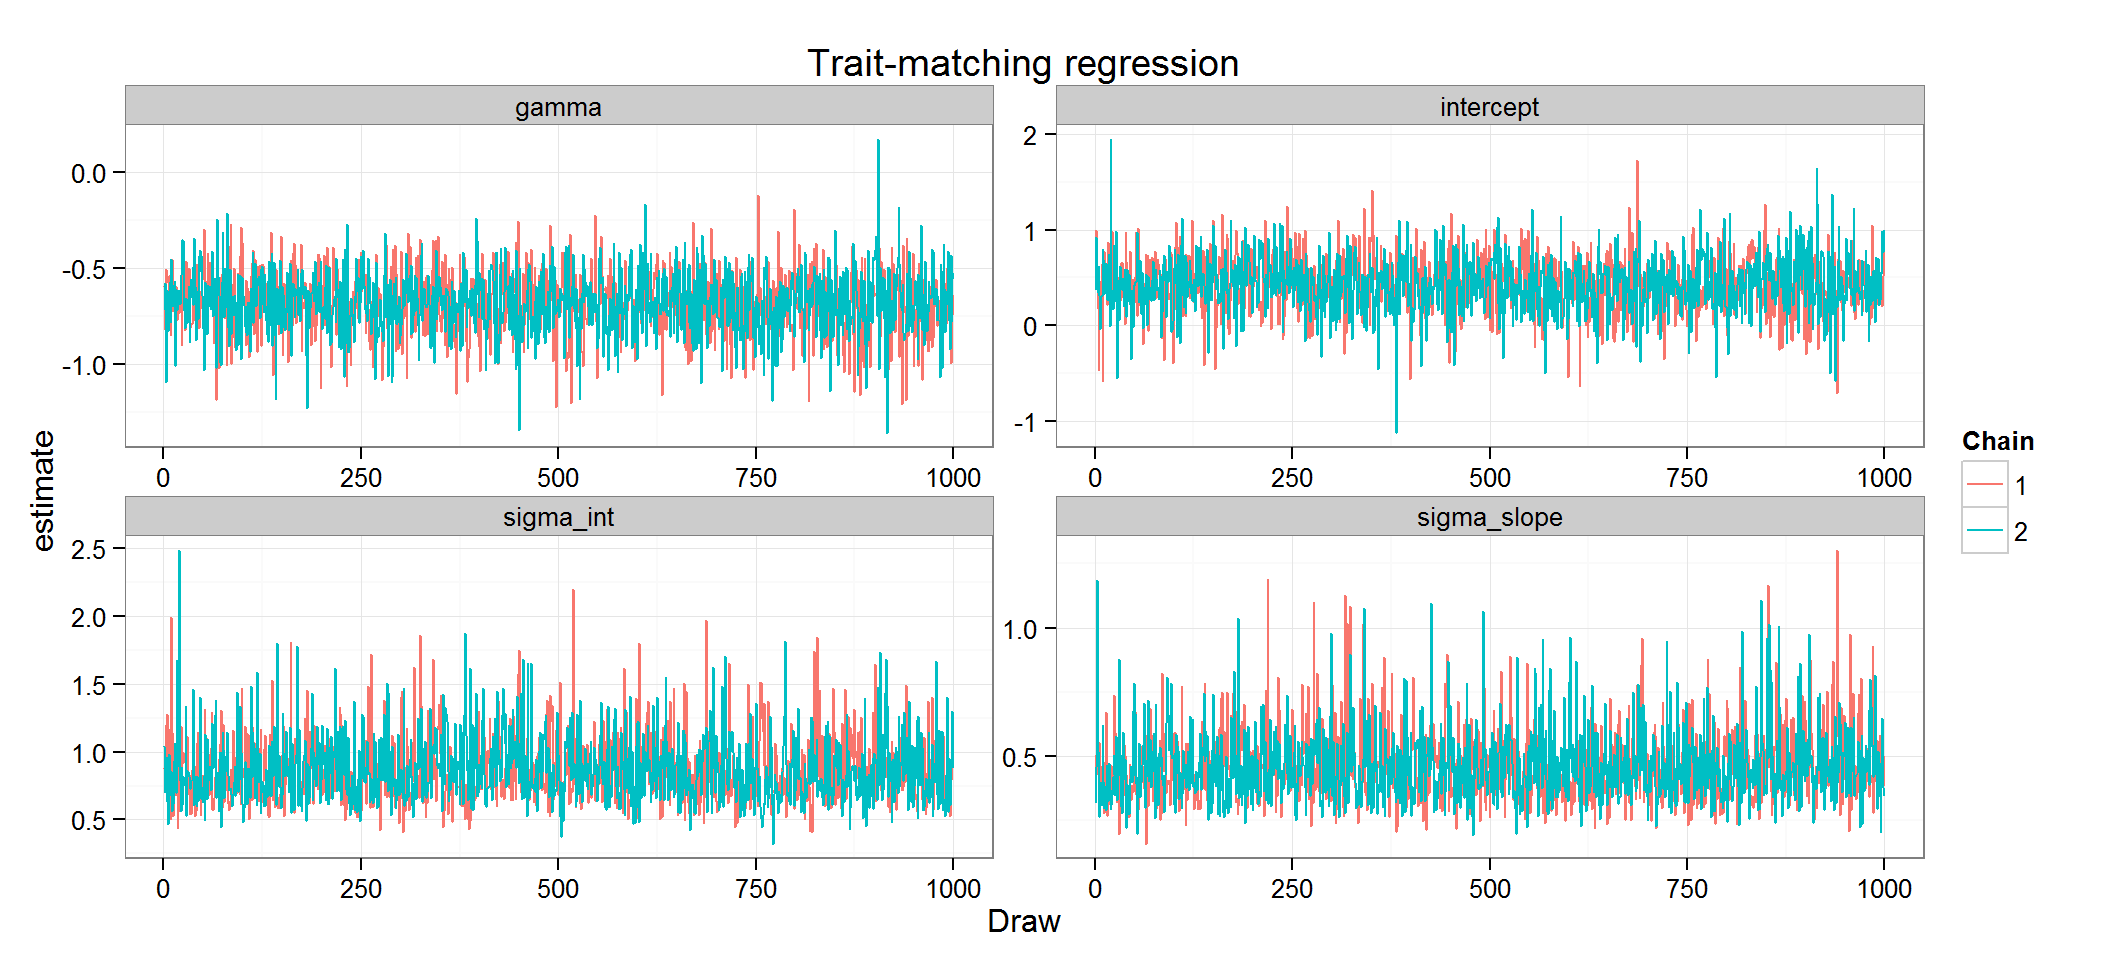 Trait-matching regression
gamma
intercept
0.0
-0.5
-1.0
2
1
0
-1
0 250 500 750 1000
0 250 500 750 1000
estimate
sigma_int
sigma_slope
2.5
2.0
1.5
1.0
0.5
1.0
0.5
0 250 500 750 1000
0 250 500 750 1000
Draw
Chain
1
2